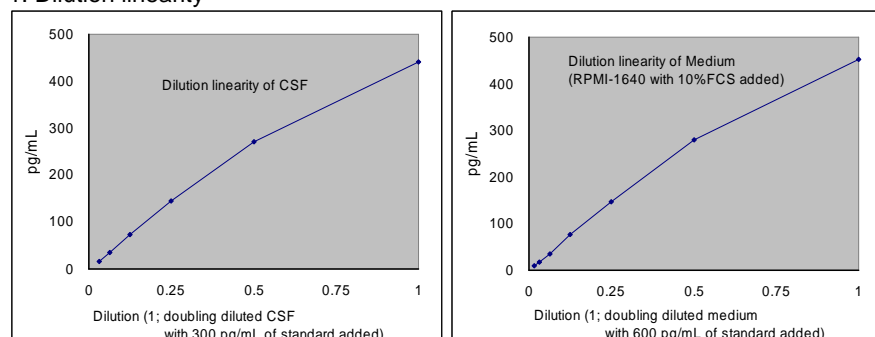 1. Dilution linearity
500
400
300
200
100
0
pg/mL
Dilution linearity of CSF
0 0.25 0.5 0.75 1
Dilution (1; doubling diluted CSF
with 300 pg/mL of standard added)
500
400
300
200
100
0
pg/mL
Dilution linearity of Medium
(RPMI-1640 with 10%FCS added)
0 0.25 0.5 0.75 1
Dilution (1; doubling diluted medium
with 600 pg/mL of standard added)